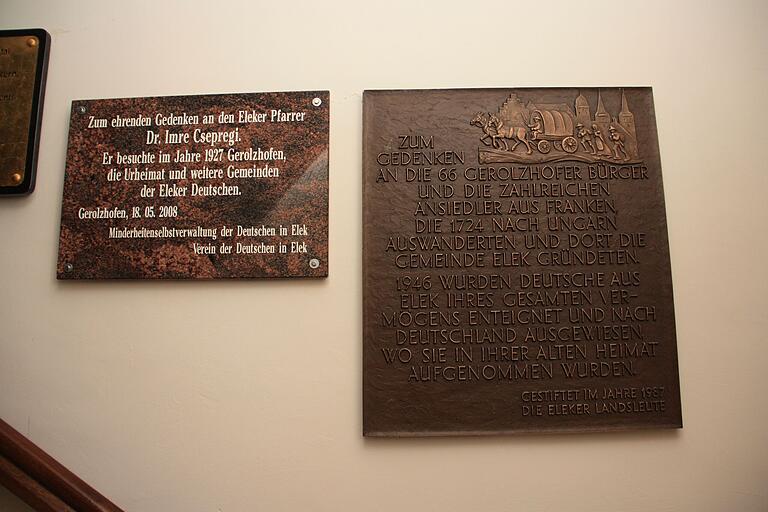 Zum ehrenden Gedenken an den Eleker Pfarrer
Dr. Imre Csepregi.
Er besuchte im Jahre 1927 Gerolzhofen,
die Urheimat und weitere Gemeinden
der Eleker Deutschen.
Gerolzhofen, 18. 05. 2008
Minderheitenselbstverwaltung der Deutschen in Elek
Verein der Deutschen in Elek
ZUM
GEDENKEN
AN DIE 66 GEROLZHOFER BÜRGER
UND DIE ZAHLREICHEN
ANSIEDLER AUS FRANKEN,
DIE 1724 NACH UNGARN
AUSWANDERTEN UND DORT DIE
GEMEINDE ELEK GRÜNDETEN.
1946 WURDEN DEUTSCHE AUS
ELEK IHRES GESAMTEN VER-
MÖGENS ENTEIGNET UND NACH
DEUTSCHLAND AUSGEWIESEN,
WO SIE IN IHRER ALTEN HEIMAT
AUFGENOMMEN WURDEN.
GESTIFTET IM JAHRE 1987
DIE ELEKER LANDSLEUTE